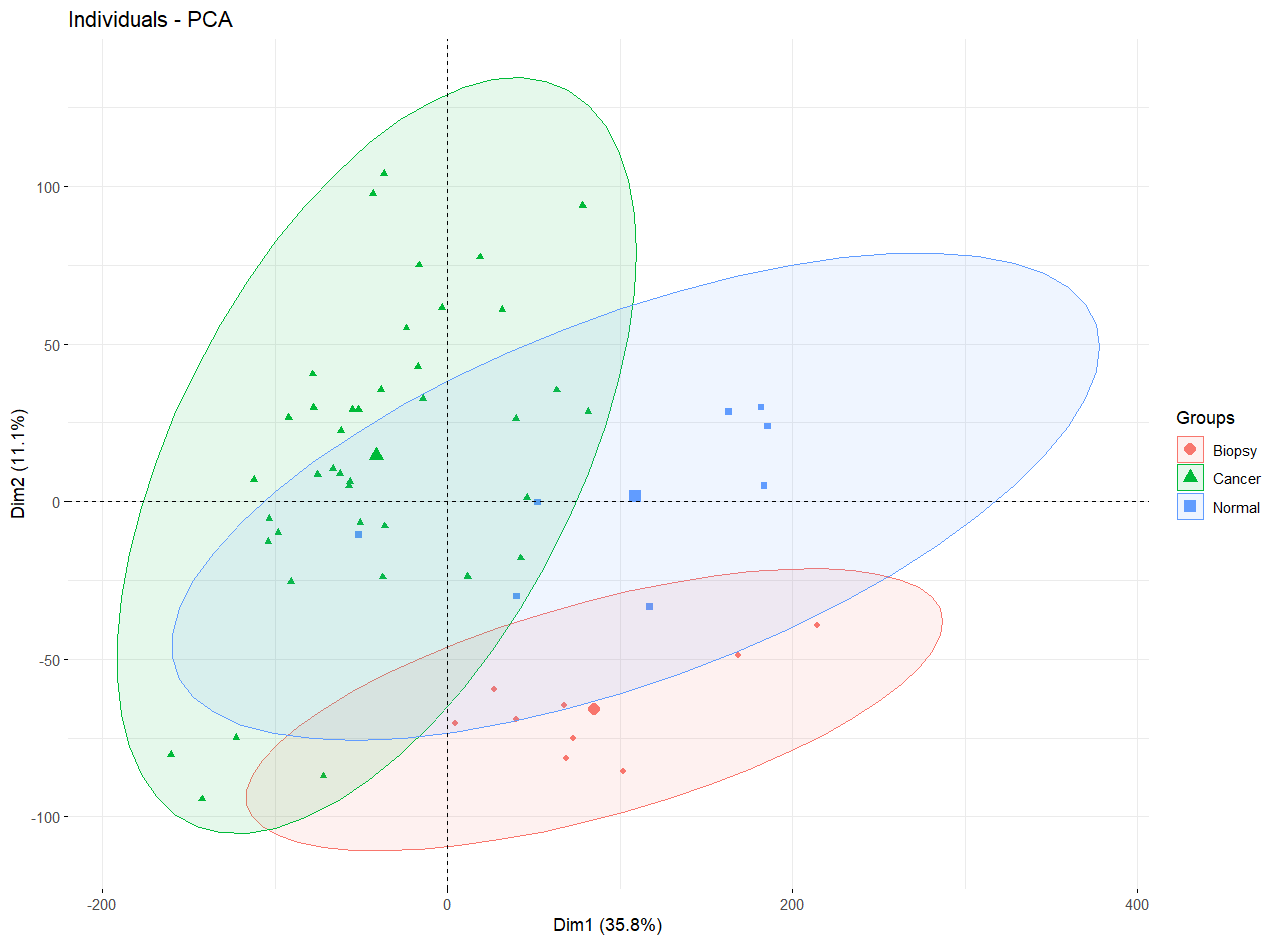 Individuals - PCA
100
50
0
-50
-100
Dim2 (11.1%)
-200
0
200
400
Dim1 (35.8%)
Groups
Biopsy
Cancer
Normal